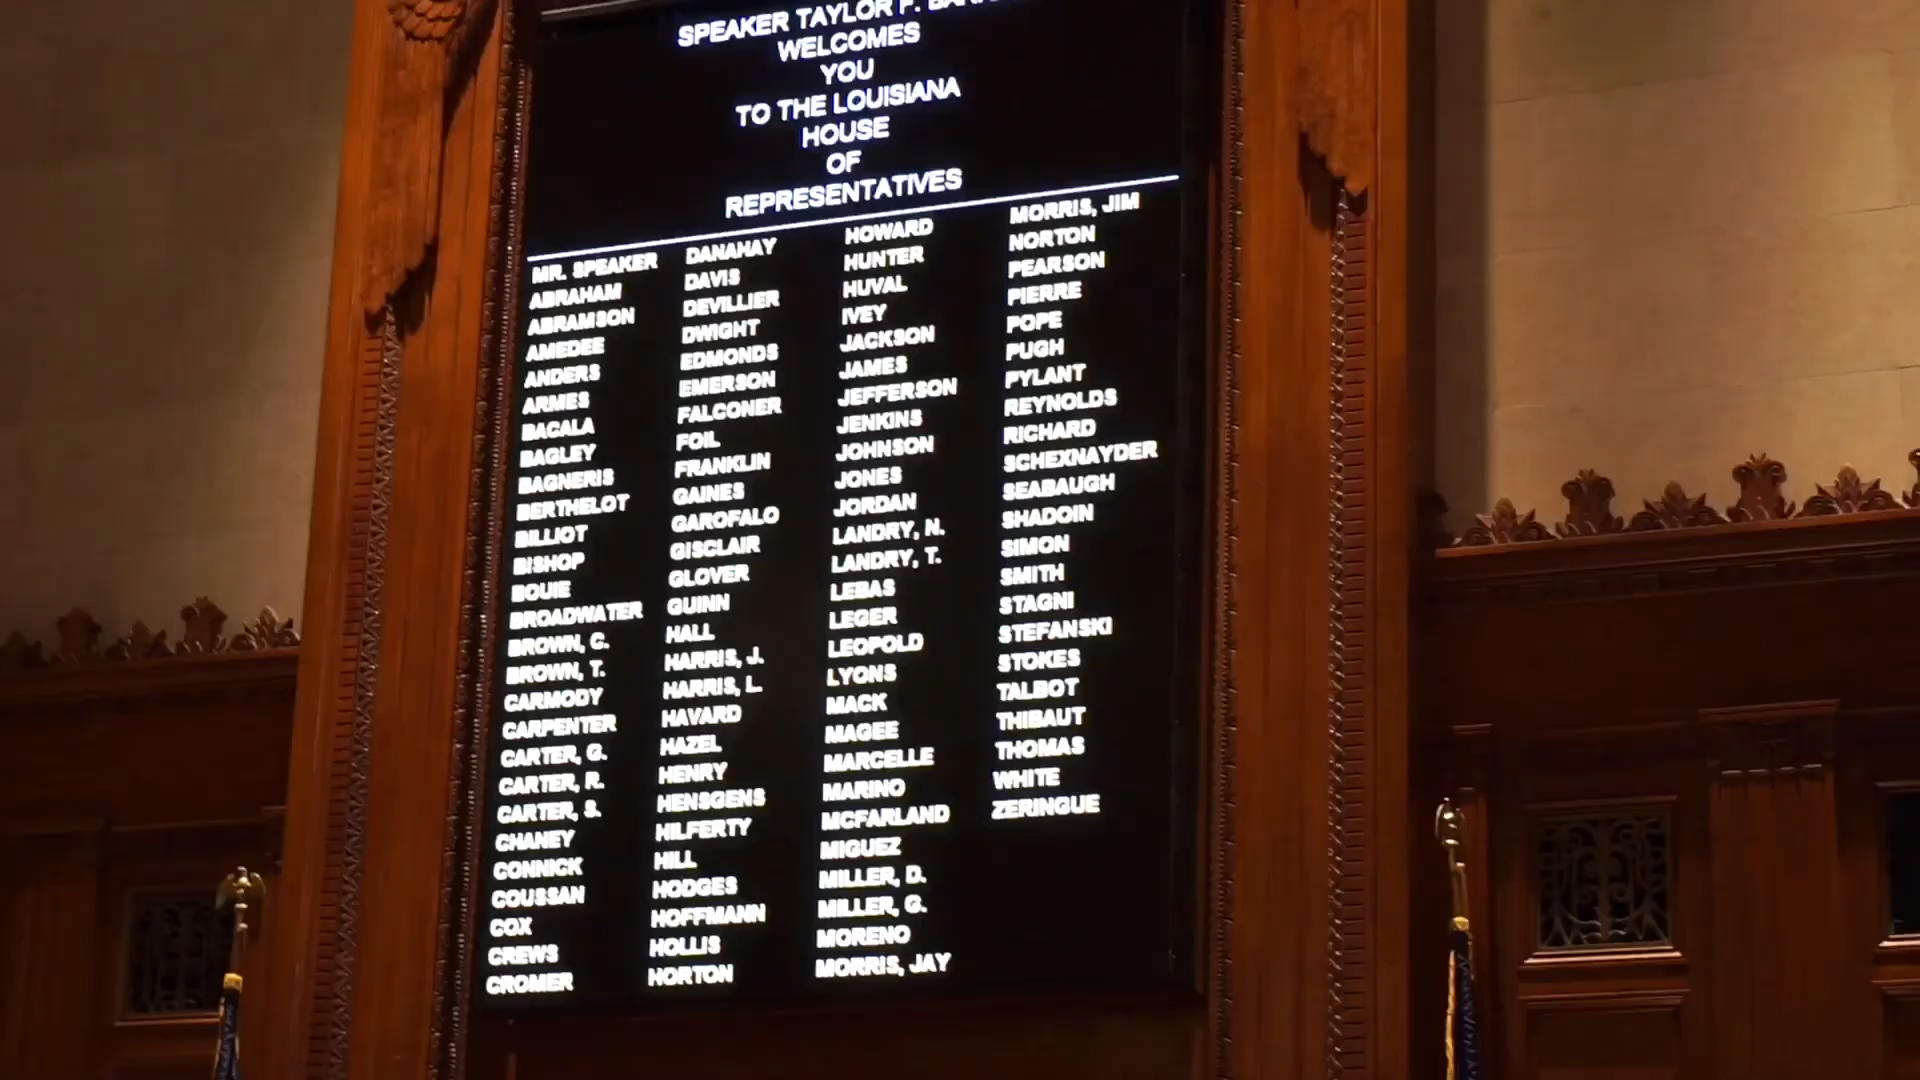 SPEAKER TAYLOR F.
WELCOMES
YOU
TO THE LOUISIANA
HOUSE
OF
REPRESENTATIVES
MR. SPEAKER
ABRAHAM
ABRAMSON
AMEDEE
ANDERS
ARMES
BACALA
BAGLEY
BAGNERIS
BERTHELOT
BILLIOT
BISHOP
BOUIE
BROADWATER
BROWN, C.
BROWN, T.
CARMODY
CARPENTER
CARTER, G.
CARTER, R.
CARTER, S.
CHANEY
CONNICK
COUSSAN
COX
CREWS
CROMER
DANAHAY
DAVIS
DEVILLIER
DWIGHT
EDMONDS
EMERSON
FALCONER
FOIL
FRANKLIN
GAINES
GAROFALO
GISCLAIR
GLOVER
GUINN
HALL
HARRIS, J.
HARRIS, L.
HAVARD
HAZEL
HENRY
HENSGENS
HILFERTY
HILL
HODGES
HOFFMANN
HOLLIS
HORTON
HOWARD
HUNTER
HUVAL
IVEY
JACKSON
JAMES
JEFFERSON
JENKINS
JOHNSON
JONES
JORDAN
LANDRY, N.
LANDRY, T.
LEBAS
LEGER
LEOPOLD
LYONS
MACK
MAGEE
MARCELLE
MARINO
MCFARLAND
MIGUEZ
MILLER, D.
MILLER, G.
MORENO
MORRIS, JAY
MORRIS, JIM
NORTON
PEARSON
PIERRE
POPE
PUGH
PYLANT
REYNOLDS
RICHARD
SCHEXNAYDER
SEABAUGH
SHADOIN
SIMON
SMITH
STAGNI
STEFANSKI
STOKES
TALBOT
THIBAUT
THOMAS
WHITE
ZERINGUE